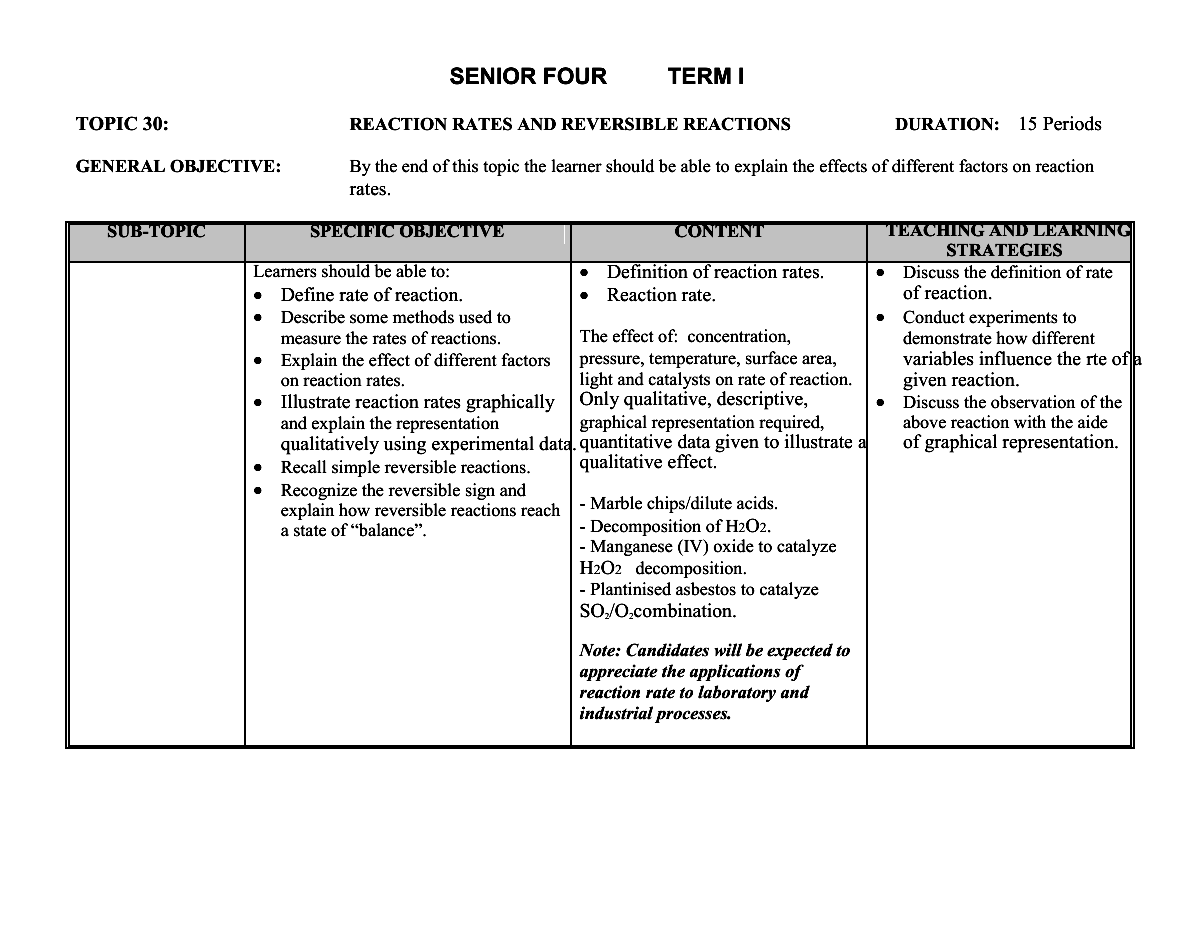 SENIOR FOUR TERM I
TOPIC 30: REACTION RATES AND REVERSIBLE REACTIONS DURATION: 15 Periods
GENERAL OBJECTIVE: By the end of this topic the learner should be able to explain the effects of different factors on reaction
rates.
SUB-TOPIC
SPECIFIC OBJECTIVE
CONTENT
TEACHING AND LEARNING
STRATEGIES
Learners should be able to:
• Define rate of reaction.
• Describe some methods used to
measure the rates of reactions.
• Explain the effect of different factors
on reaction rates.
• Illustrate reaction rates graphically
and explain the representation
qualitatively using experimental data.
• Recall simple reversible reactions.
• Recognize the reversible sign and
explain how reversible reactions reach
a state of “balance”.
• Definition of reaction rates.
• Reaction rate.
The effect of: concentration,
pressure, temperature, surface area,
light and catalysts on rate of reaction.
Only qualitative, descriptive,
graphical representation required,
quantitative data given to illustrate a
qualitative effect.
- Marble chips/dilute acids.
- Decomposition of H2O2.
- Manganese (IV) oxide to catalyze
H2O2 decomposition.
- Plantinised asbestos to catalyze
SO₂/O₂combination.
Note: Candidates will be expected to
appreciate the applications of
reaction rate to laboratory and
industrial processes.
• Discuss the definition of rate
of reaction.
• Conduct experiments to
demonstrate how different
variables influence the rte of a
given reaction.
• Discuss the observation of the
above reaction with the aide
of graphical representation.